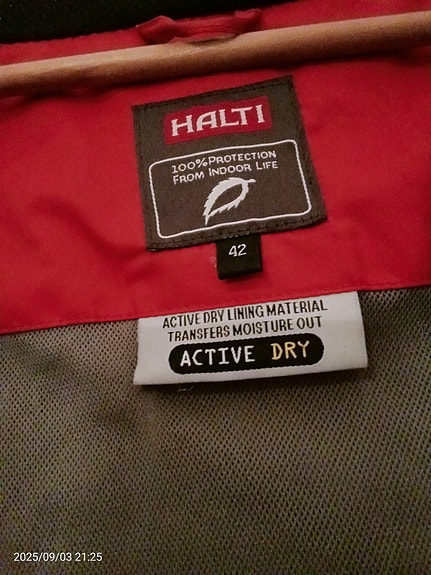 HALTI
100% PROTECTION
FROM INDOOR LIFE
42
ACTIVE DRY LINING MATERIAL
TRANSFERS MOISTURE OUT
ACTIVE DRY
2025/09/03 21:25